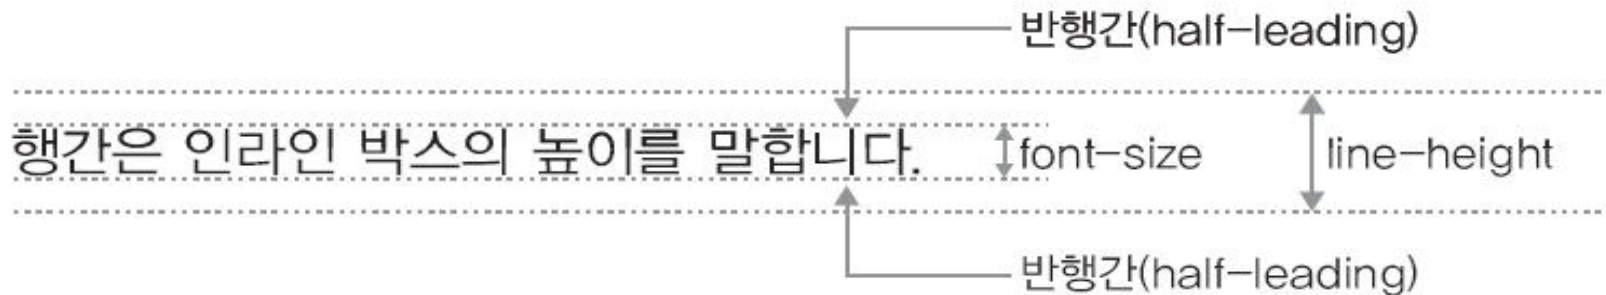 반행간(half-leading)
행간은 인라인 박스의 높이를 말합니다.
font-size
line-height
반행간(half-leading)